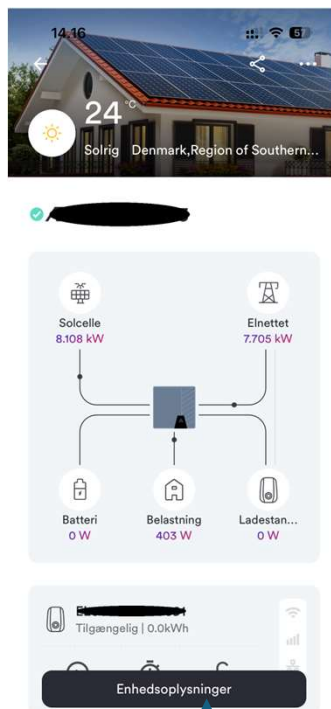 14.16
5
24 °C
Solrig Denmark,Region of Southern...
Solcelle
8.108 kW
Elnettet
7.705 kW
Batteri
0 W
Belastning
403 W
Ladestan...
0 W
Tilgængelig | 0.0kWh
Enhedsoplysninger